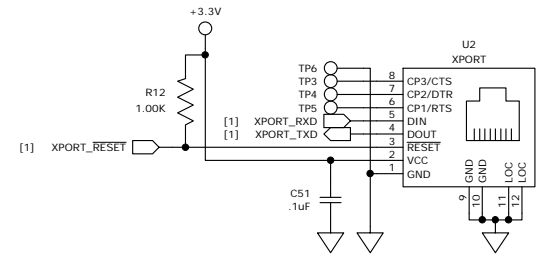 +3.3V
U2
XPORT
TP6
TP3
8
CP3/CTS
R12
TP4
7
CP2/DTR
1.00K
TP5
6
CP1/RTS
[1] XPORT_RXD
5
DIN
[1] XPORT_TXD
4
DOUT
[1] XPORT_RESET
3
RESET
2
VCC
1
GND
C51
.1uF
GND
GND
LOC
LOC
9
10
11
12